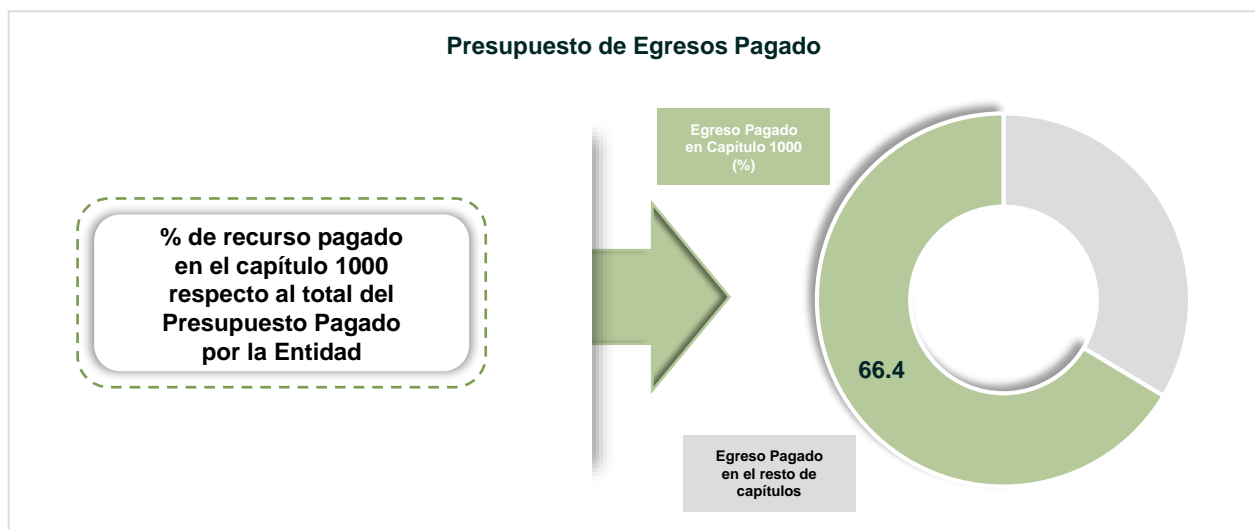 Presupuesto de Egresos Pagado
Egreso Pagado
en Capítulo 1000
(%)
% de recurso pagado
en el capítulo 1000
respecto al total del
Presupuesto Pagado
por la Entidad
66.4
Egreso Pagado
en el resto de
capítulos